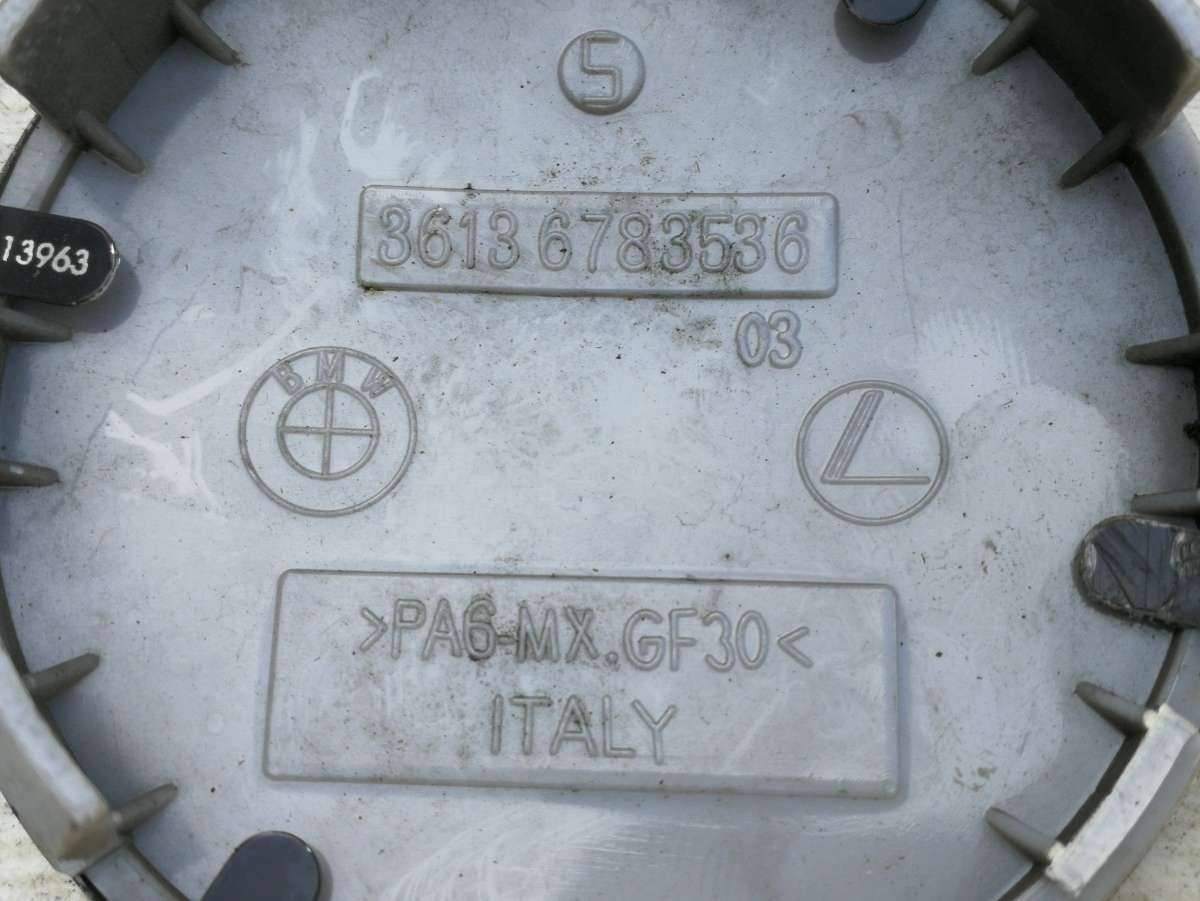 5
3613 6783536
13963
03
BMW
>PA6-MX.GF30<
ITALY